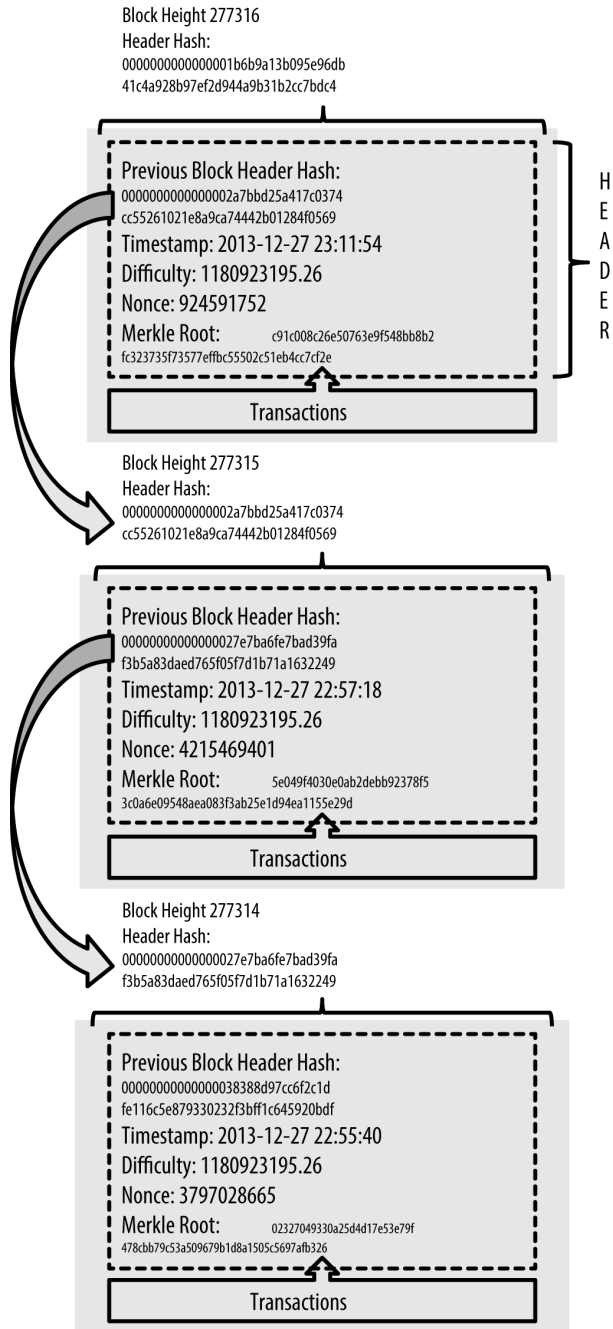 Block Height 277316
Header Hash:
0000000000000001b6b9a13b095e96db
41c4a928b97ef2d944a9b31b2cc7bdc4
Previous Block Header Hash:
0000000000000002a7bbd25a417c0374
cc55261021e8a9ca74442b01284f0569
Timestamp: 2013-12-27 23:11:54
Difficulty: 1180923195.26
Nonce: 924591752
Merkle Root: c91c008c26e50763e9f548bb8b2
fc323735f73577effbc55502c51eb4cc7cf2e
Transactions
HEADER
Block Height 277315
Header Hash:
0000000000000002a7bbd25a417c0374
cc55261021e8a9ca74442b01284f0569
Previous Block Header Hash:
00000000000000027e7ba6fe7bad39fa
f3b5a83daed765f05f7d1b71a1632249
Timestamp: 2013-12-27 22:57:18
Difficulty: 1180923195.26
Nonce: 4215469401
Merkle Root: 5e049f4030e0ab2debb92378f5
3c0a6e09548aea083f3ab25e1d94ea1155e29d
Transactions
Block Height 277314
Header Hash:
00000000000000027e7ba6fe7bad39fa
f3b5a83daed765f05f7d1b71a1632249
Previous Block Header Hash:
00000000000000038388d97cc6f2c1d
fe116c5e879330232f3bff1c645920bdf
Timestamp: 2013-12-27 22:55:40
Difficulty: 1180923195.26
Nonce: 3797028665
Merkle Root: 02327049330a25d4d17e53e79f
478cbb79c53a509679b1d8a1505c5697afb326
Transactions